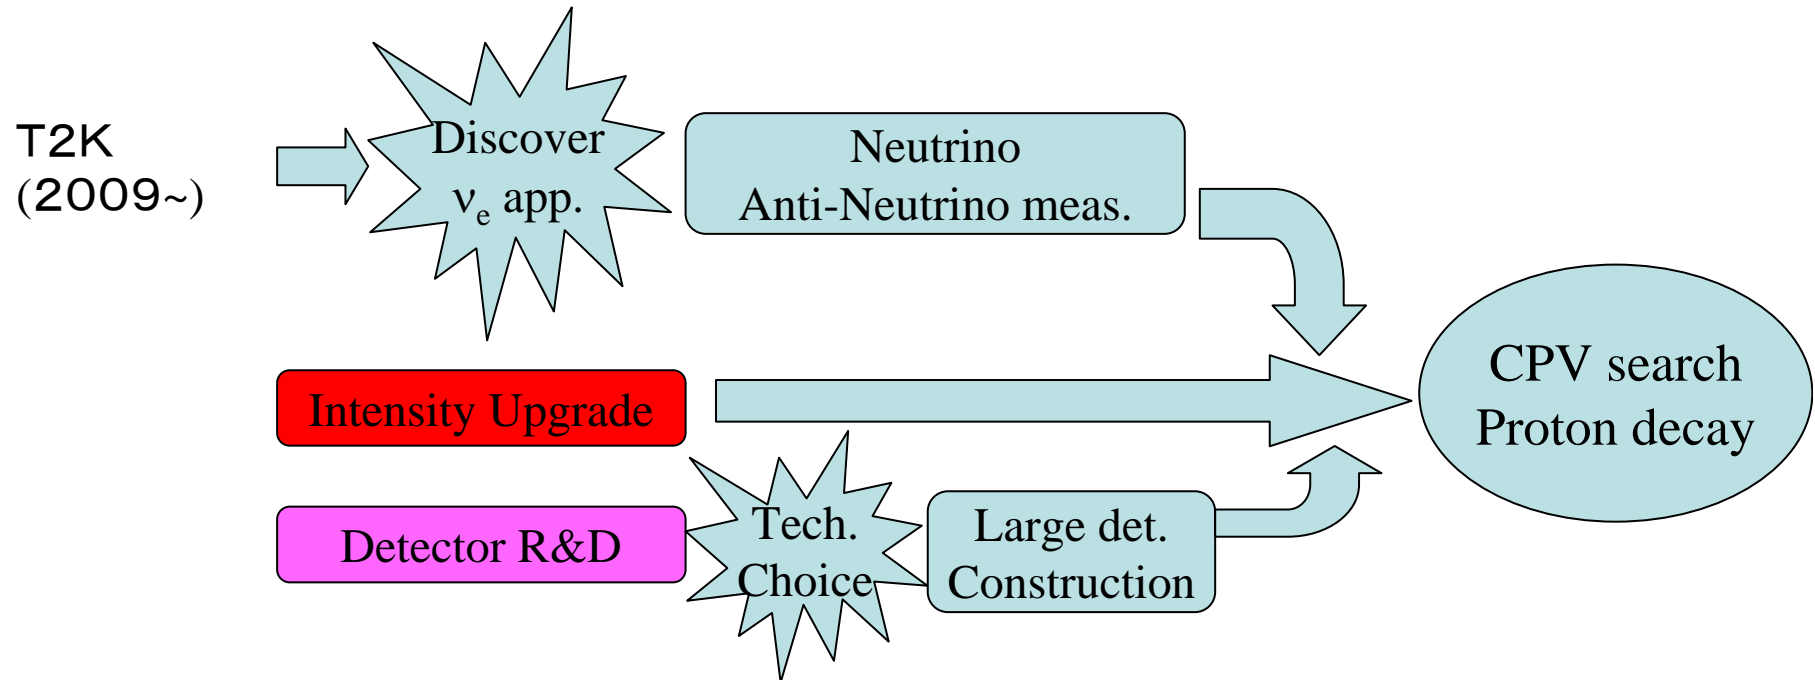 T2K
(2009~)
Discover
νe app.
Neutrino
Anti-Neutrino meas.
CPV search
Proton decay
Intensity Upgrade
Detector R&D
Tech.
Choice
Large det.
Construction